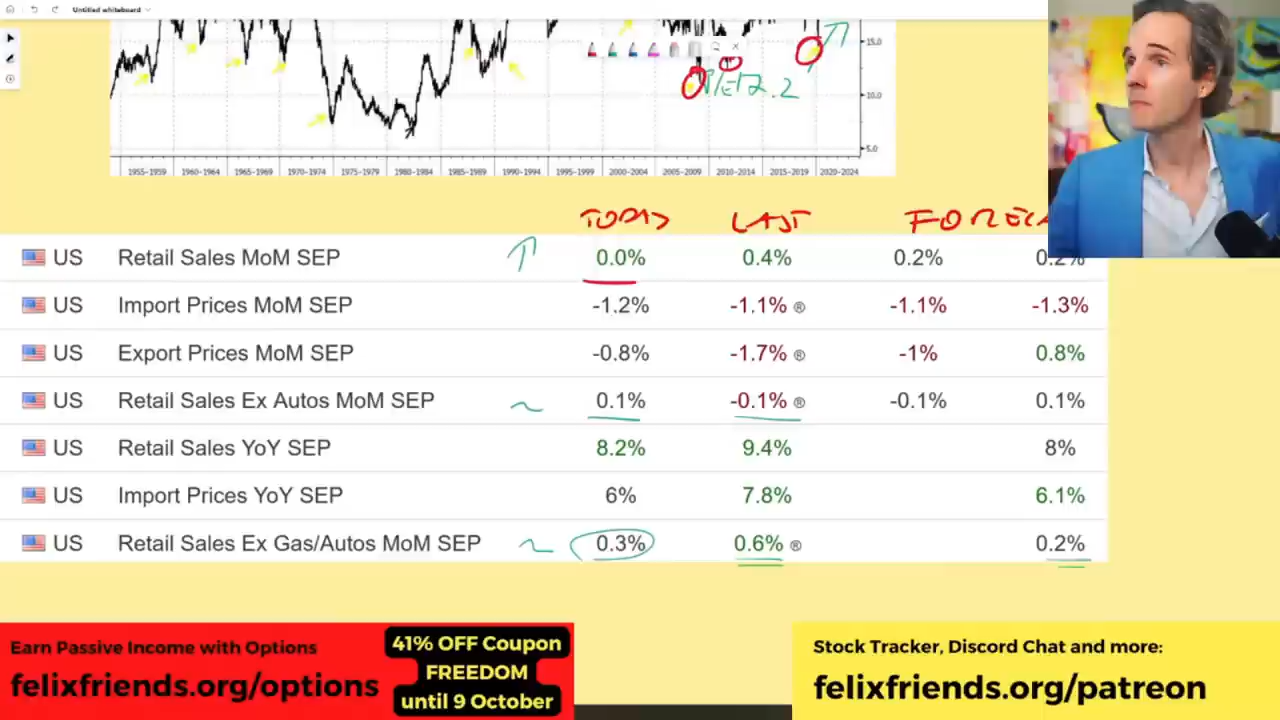 Untitled whiteboard
15.0
10.0
5.0
1955-1959 1960-1964 1965-1969 1970-1974 1975-1979 1980-1984 1985-1989 1990-1994 1995-1999 2000-2004 2005-2009 2010-2014 2015-2019 2020-2024
TODAY LAST FORECA
US Retail Sales MoM SEP 0.0% 0.4% 0.2% 0.2%
US Import Prices MoM SEP -1.2% -1.1% ® -1.1% -1.3%
US Export Prices MoM SEP -0.8% -1.7% ® -1% 0.8%
US Retail Sales Ex Autos MoM SEP 0.1% -0.1% ® -0.1% 0.1%
US Retail Sales YoY SEP 8.2% 9.4% 8%
US Import Prices YoY SEP 6% 7.8% 6.1%
US Retail Sales Ex Gas/Autos MoM SEP 0.3% 0.6% ® 0.2%
Earn Passive Income with Options
felixfriends.org/options
41% OFF Coupon
FREEDOM
until 9 October
Stock Tracker, Discord Chat and more:
felixfriends.org/patreon